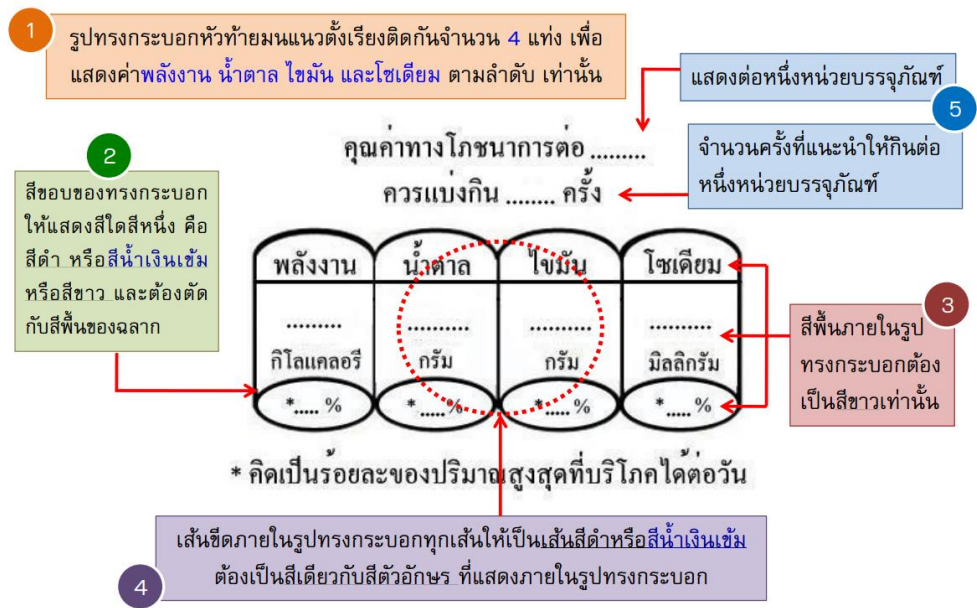 1
รูปทรงกระบอกหัวท้ายมนแนวตั้งเรียงติดกันจำนวน 4 แท่ง เพื่อ
แสดงค่าพลังงาน น้ำตาล ไขมัน และโซเดียม ตามลำดับ เท่านั้น
แสดงต่อหนึ่งหน่วยบรรจุภัณฑ์
5
จำนวนครั้งที่แนะนำให้กินต่อ
หนึ่งหน่วยบรรจุภัณฑ์
คุณค่าทางโภชนาการต่อ .........
ควรแบ่งกิน ........ ครั้ง
2
สีขอบของทรงกระบอก
ให้แสดงสีใดสีหนึ่ง คือ
สีดำ หรือสีน้ำเงินเข้ม
หรือสีขาว และต้องตัด
กับสีพื้นของฉลาก
พลังงาน น้ำตาล ไขมัน โซเดียม
.......... .......... .......... ..........
กิโลแคลอรี กรัม กรัม มิลลิกรัม
*..... % *..... % *..... % *..... %
3
สีพื้นภายในรูป
ทรงกระบอกต้อง
เป็นสีขาวเท่านั้น
* คิดเป็นร้อยละของปริมาณสูงสุดที่บริโภคได้ต่อวัน
เส้นขีดภายในรูปทรงกระบอกทุกเส้นให้เป็นเส้นสีดำหรือสีน้ำเงินเข้ม
ต้องเป็นสีเดียวกับสีตัวอักษร ที่แสดงภายในรูปทรงกระบอก
4